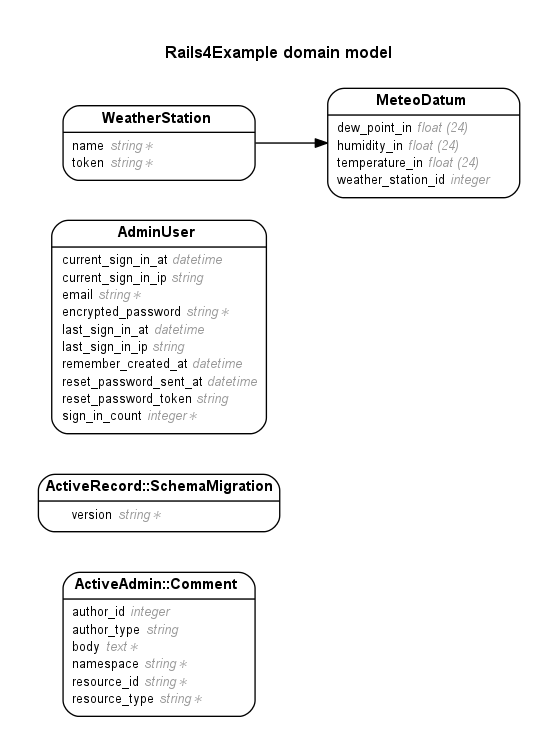 Rails4Example domain model
WeatherStation
name string∗
token string∗
MeteoDatum
dew_point_in float (24)
humidity_in float (24)
temperature_in float (24)
weather_station_id integer
AdminUser
current_sign_in_at datetime
current_sign_in_ip string
email string∗
encrypted_password string∗
last_sign_in_at datetime
last_sign_in_ip string
remember_created_at datetime
reset_password_sent_at datetime
reset_password_token string
sign_in_count integer∗
ActiveRecord::SchemaMigration
version string∗
ActiveAdmin::Comment
author_id integer
author_type string
body text∗
namespace string∗
resource_id string∗
resource_type string∗